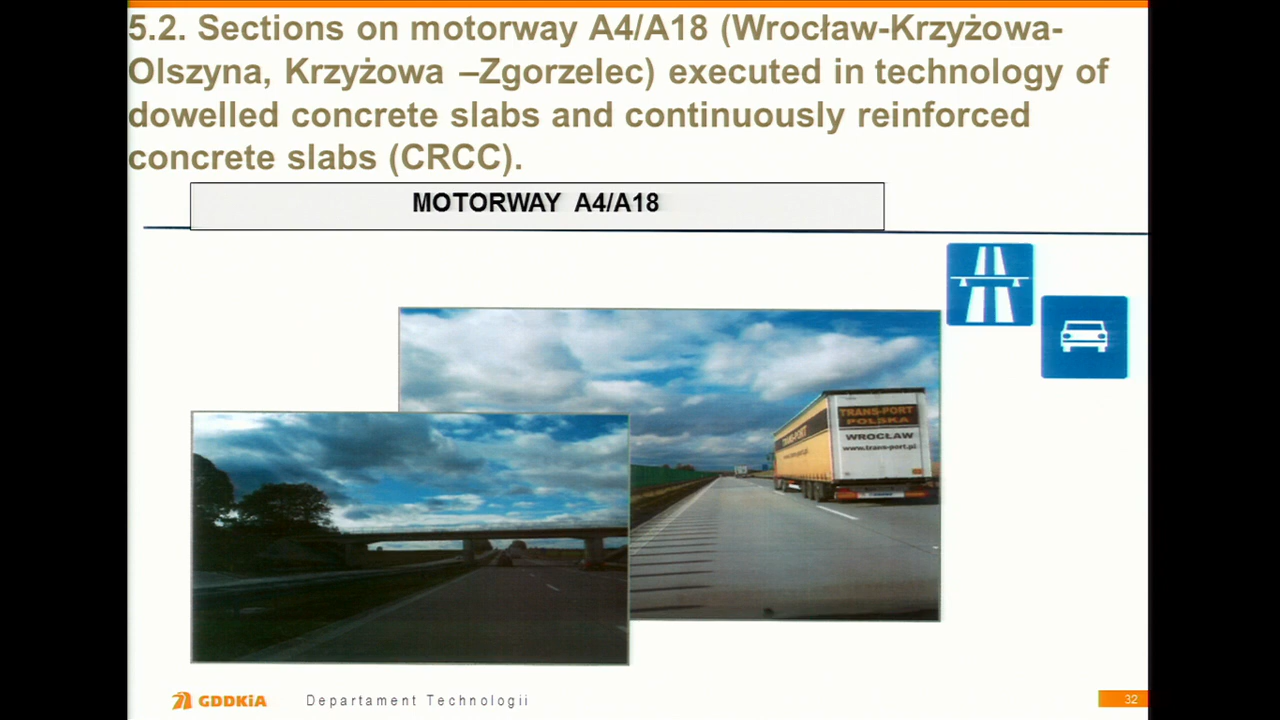 5.2. Sections on motorway A4/A18 (Wrocław-Krzyżowa-
Olszyna, Krzyżowa –Zgorzelec) executed in technology of
dowelled concrete slabs and continuously reinforced
concrete slabs (CRCC).
MOTORWAY A4/A18
TRANS-PORT
POLSKA
WROCŁAW
www.trans-port.pl
TRANS-PORT
GDDKiA Departament Technologii
32